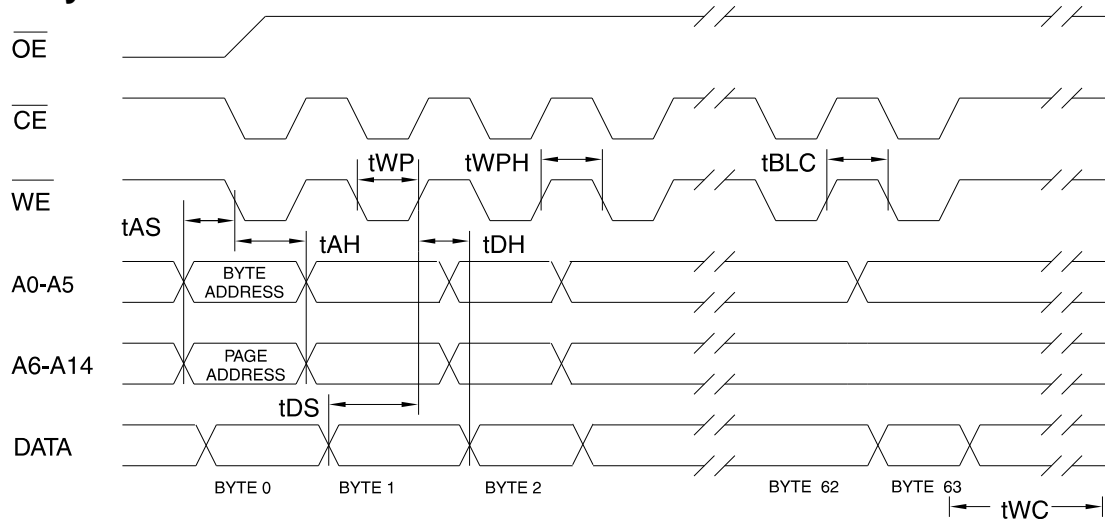 OE
CE
tWP tWPH tBLC
WE
tAS
tAH tDH
A0-A5 BYTE ADDRESS
A6-A14 PAGE ADDRESS
tDS
DATA
BYTE 0 BYTE 1 BYTE 2 BYTE 62 BYTE 63
tWC